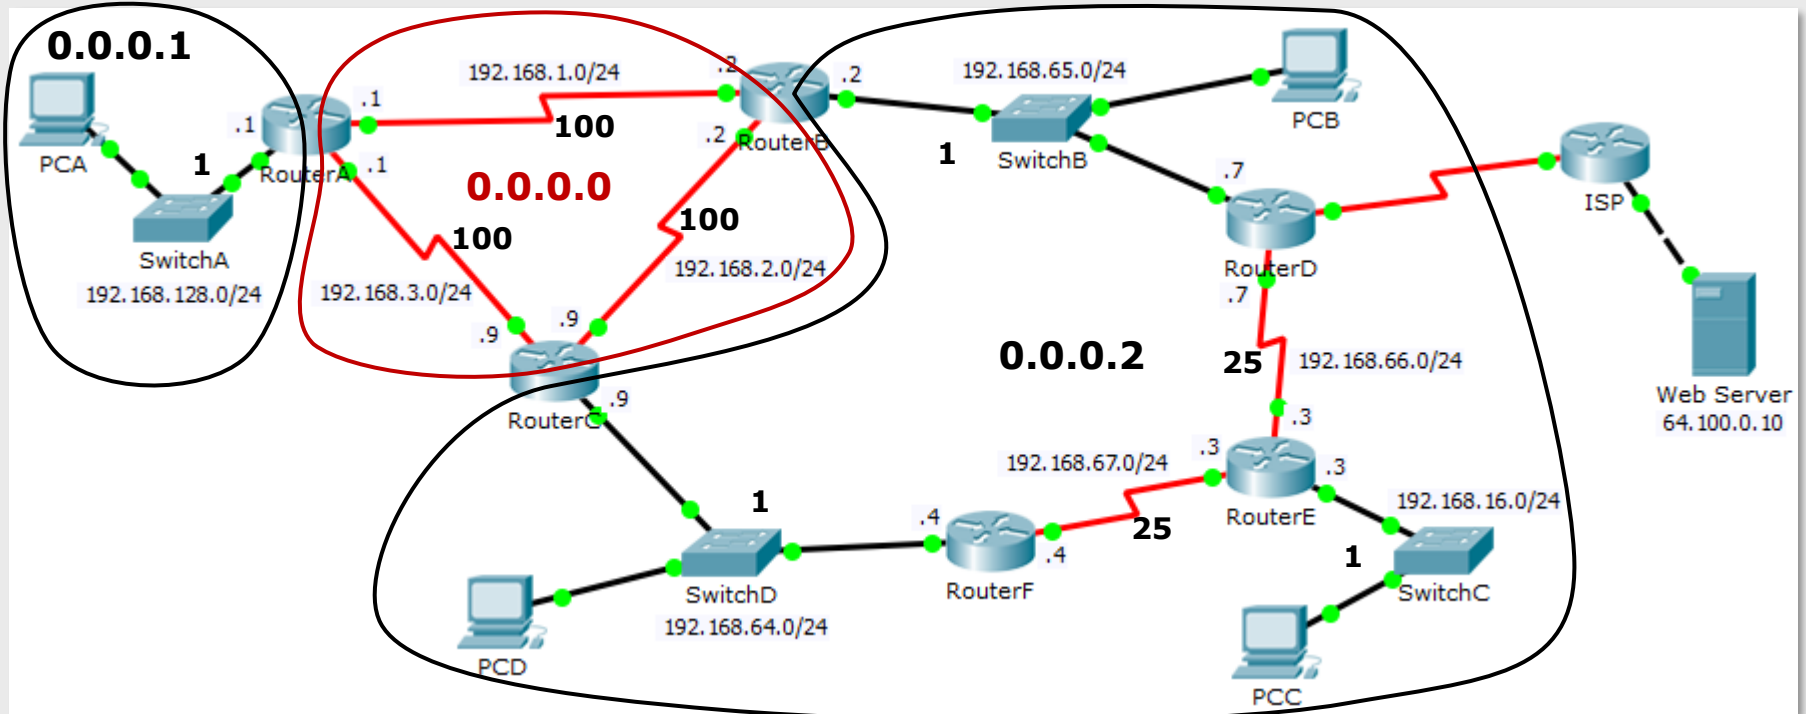 0.0.0.1
PCA
.1
1
RouterA
SwitchA
192.168.128.0/24
192.168.1.0/24
.1
.2
100
.1
0.0.0.0
.2
RouterB
100
100
192.168.3.0/24
192.168.2.0/24
.9
.9
RouterC
.9
.2
192.168.65.0/24
1
SwitchB
PCB
.7
RouterD
.7
ISP
Web Server
64.100.0.10
0.0.0.2
25
192.168.66.0/24
.3
192.168.67.0/24
.3
.3
RouterE
192.168.16.0/24
25
1
SwitchC
PCC
1
.4
.4
RouterF
SwitchD
192.168.64.0/24
PCD